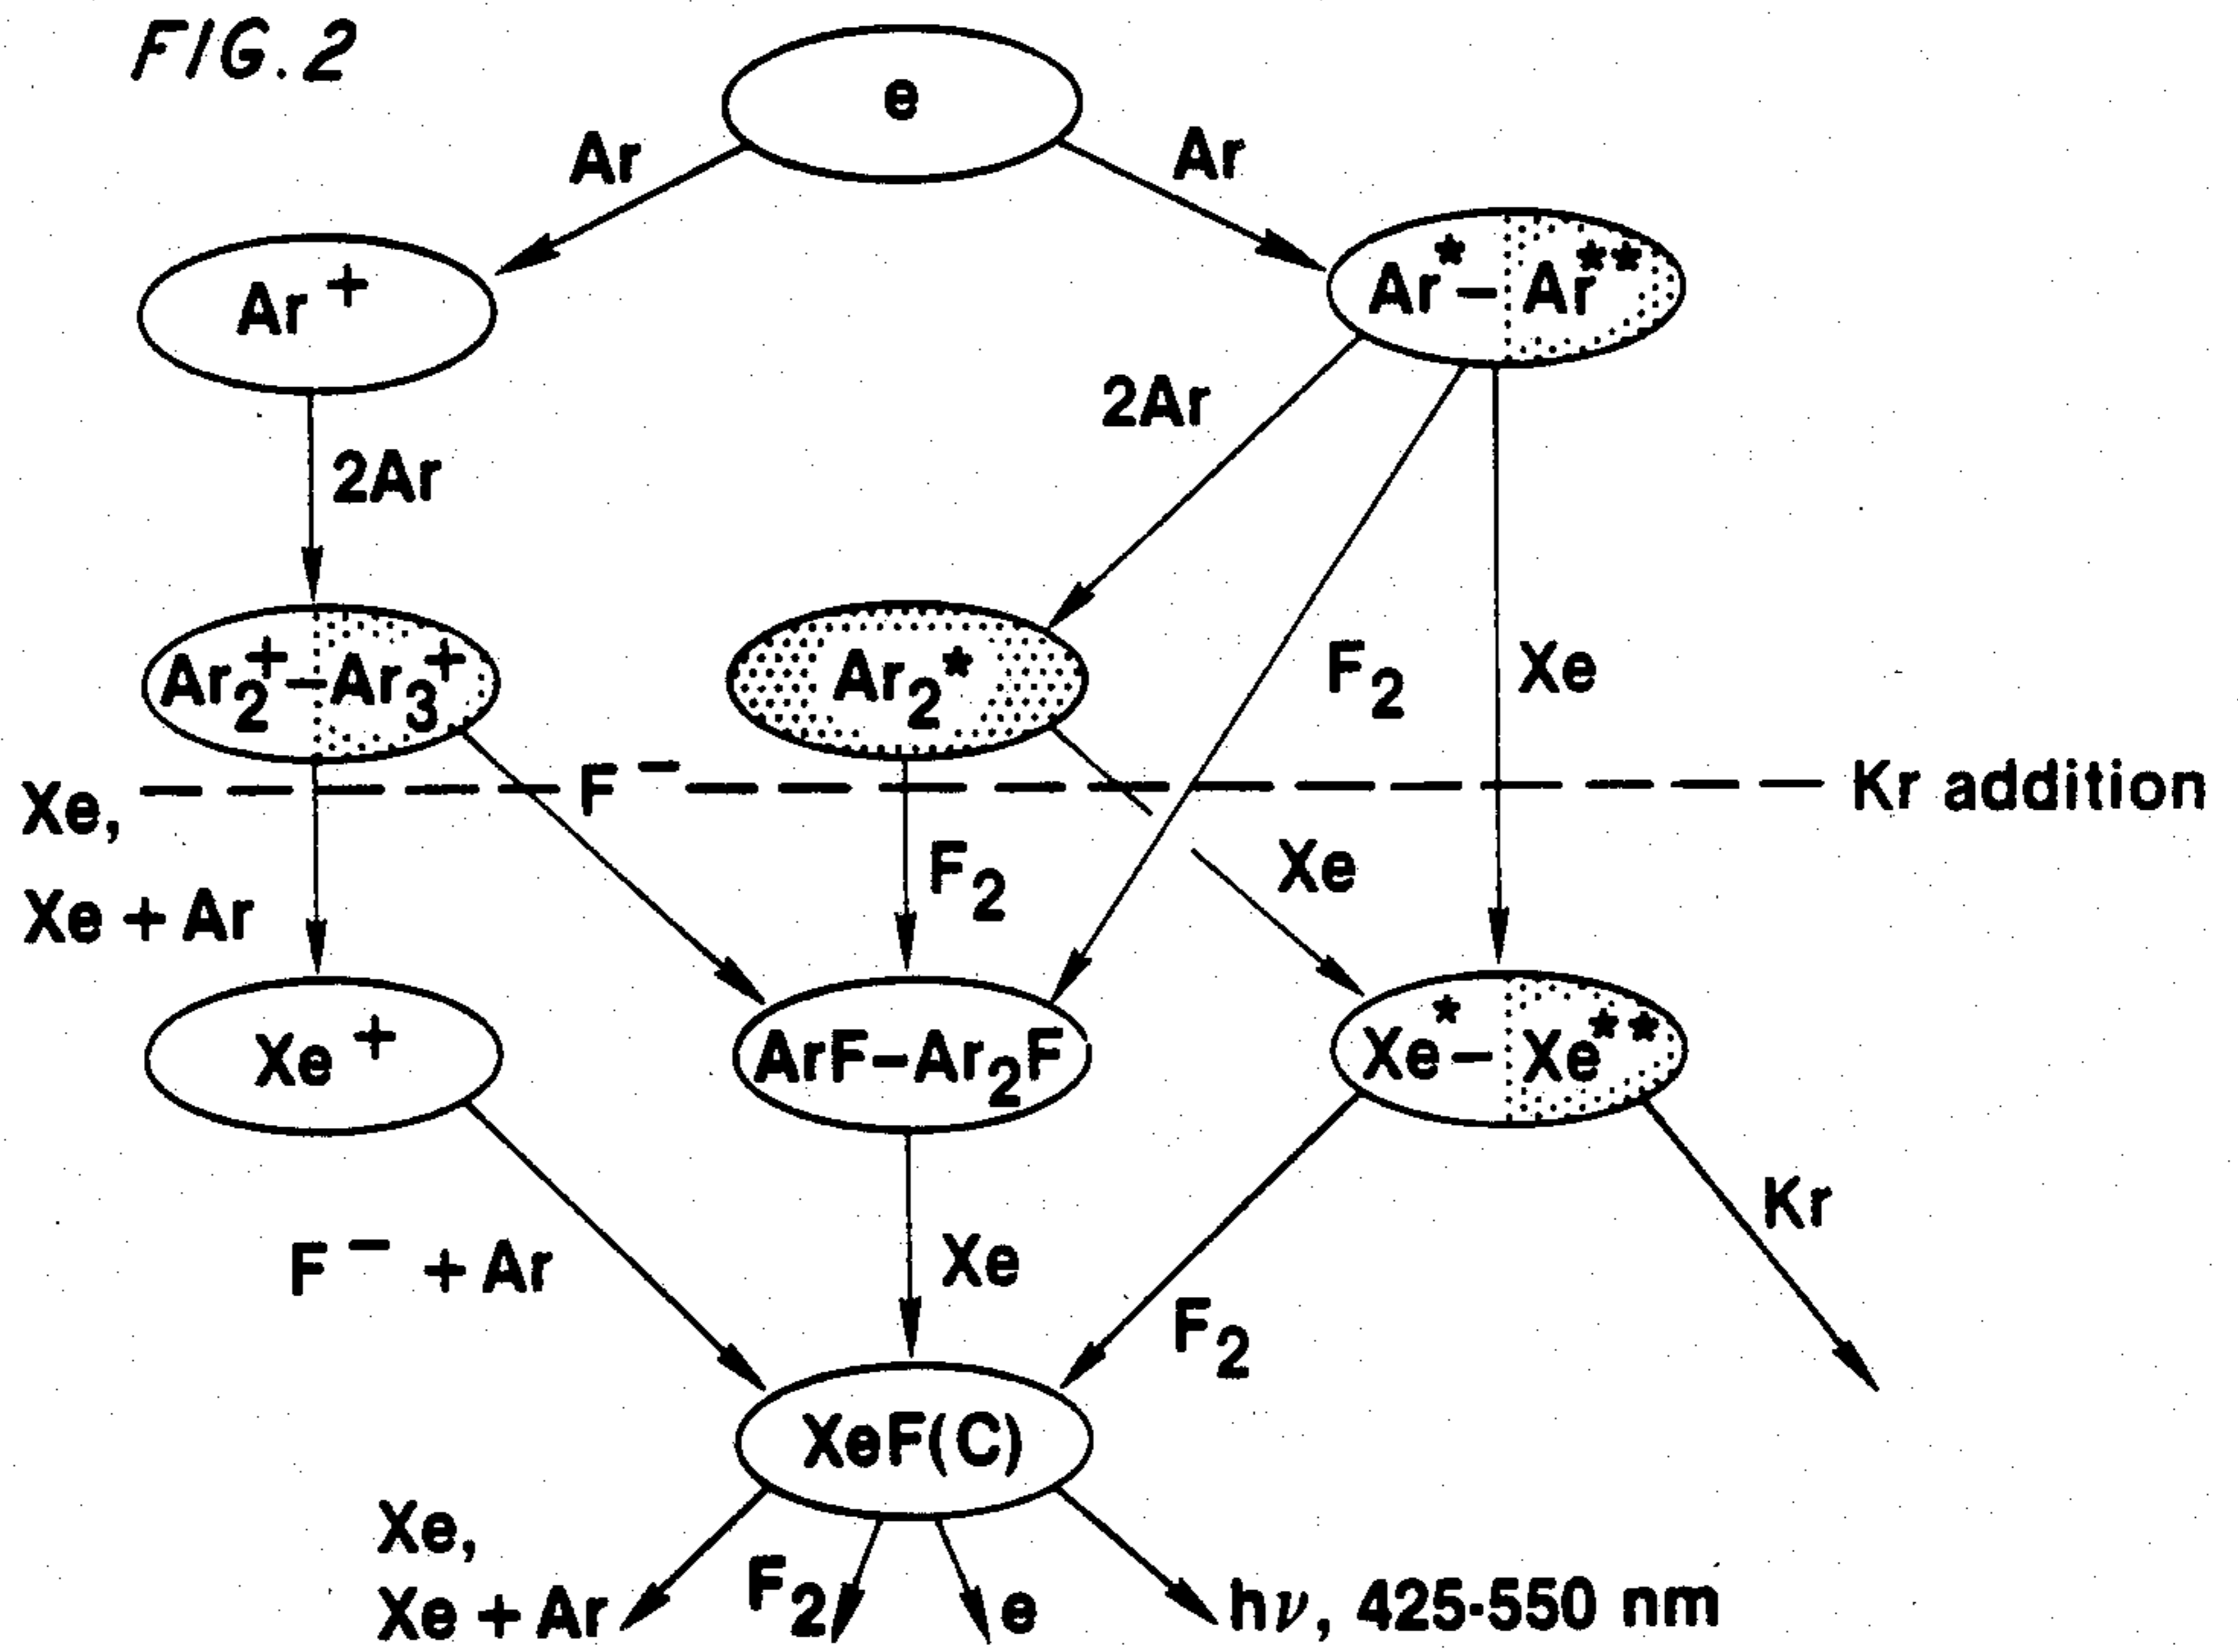 FIG. 2
e
Ar
Ar
Ar+
Ar* – Ar**
2Ar
2Ar
Ar2+ – Ar3+
Ar2*
F2
Xe
Xe,
F–
Kr addition
Xe + Ar
F2
Xe
Xe+
ArF–Ar2F
Xe* – Xe**
F– + Ar
Xe
F2
Kr
XeF(C)
Xe,
Xe + Ar
F2
e
hν, 425-550 nm